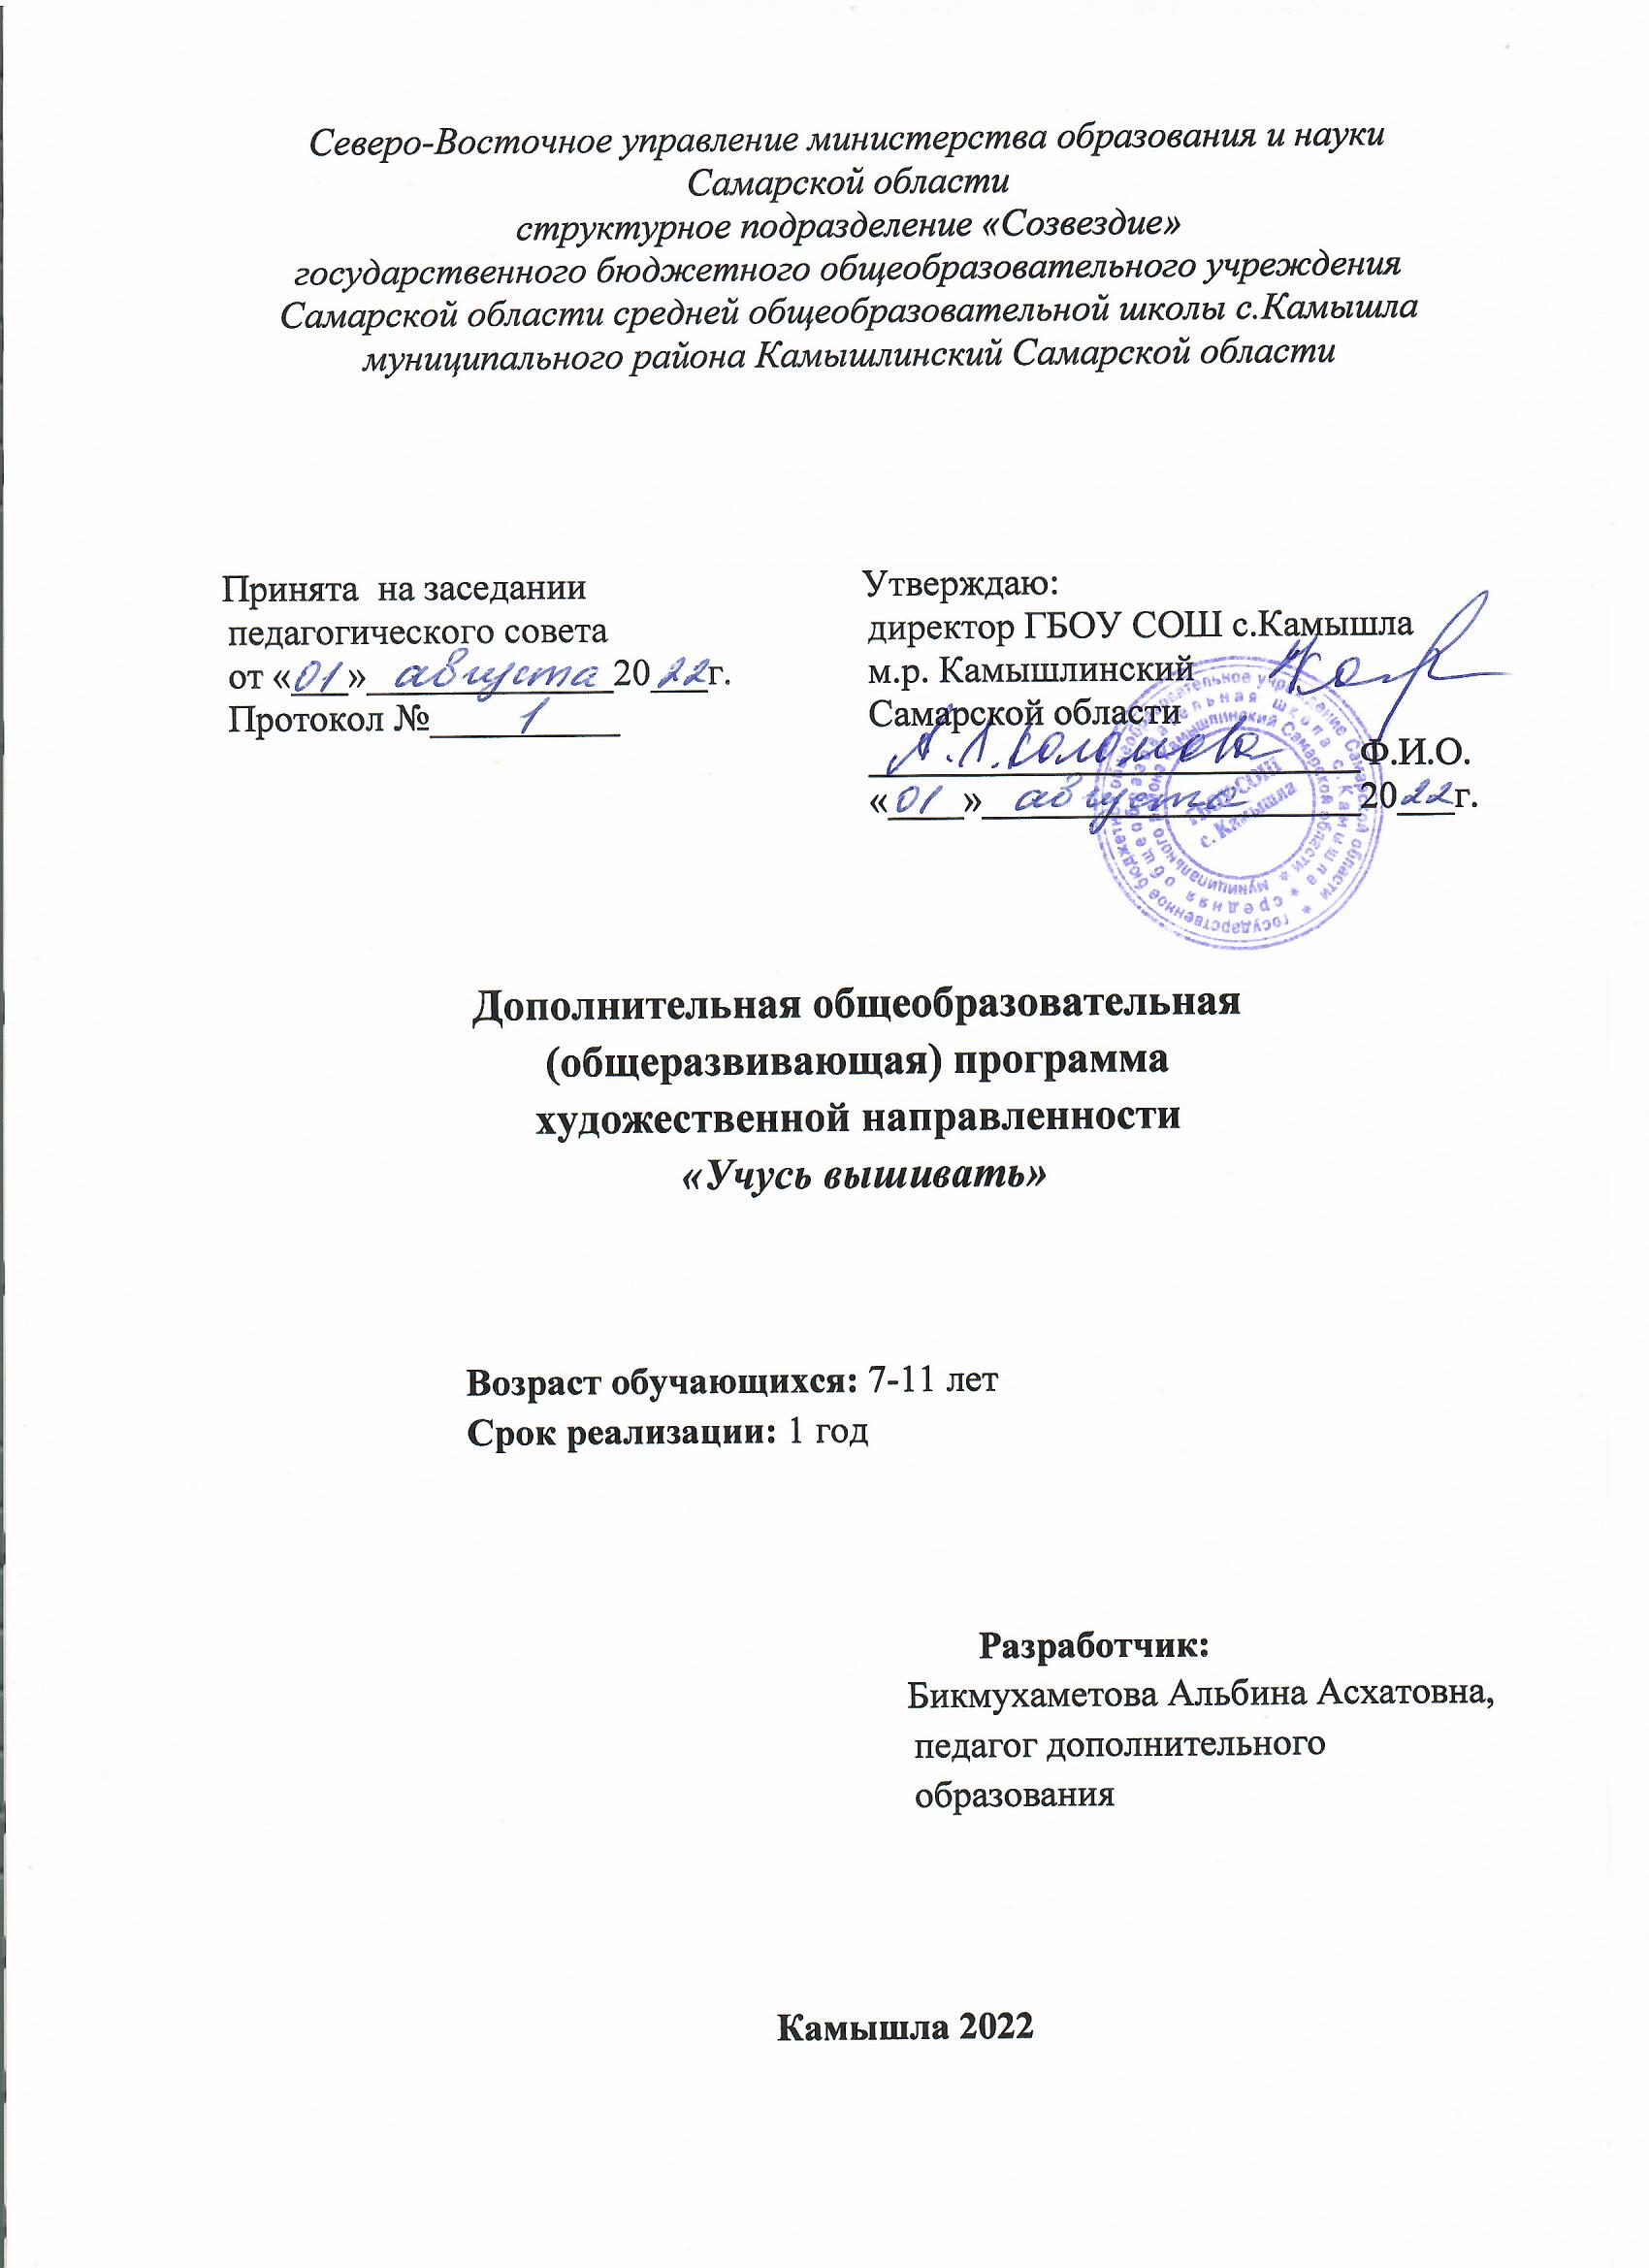 Северо-Восточное управление министерства образования и науки
Самарской области
структурное подразделение «Созвездие»
государственного бюджетного общеобразовательного учреждения
Самарской области средней общеобразовательной школы с.Камышла
муниципального района Камышлинский Самарской области
Принята на заседании
педагогического совета
от «01» августа 2022г.
Протокол № 1
Утверждаю:
директор ГБОУ СОШ с.Камышла
м.р. Камышлинский
Самарской области
Ф.И.О.
«01» августа 2022г.
ГБОУ СОШ
с. Камышла
Дополнительная общеобразовательная
(общеразвивающая) программа
художественной направленности
«Учусь вышивать»
Возраст обучающихся: 7-11 лет
Срок реализации: 1 год
Разработчик:
Бикмухаметова Альбина Асхатовна,
педагог дополнительного
образования
Камышла 2022